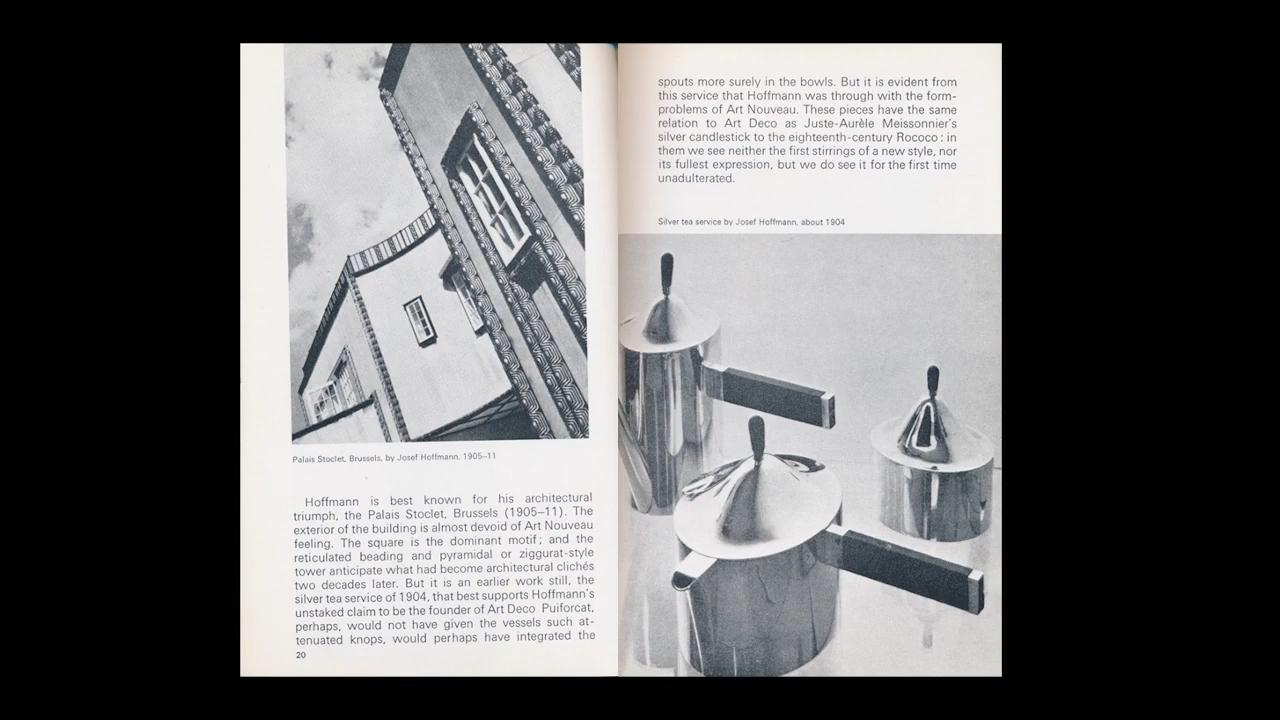 Palais Stoclet, Brussels, by Josef Hoffmann, 1905–11
Hoffmann is best known for his architectural
triumph, the Palais Stoclet, Brussels (1905–11). The
exterior of the building is almost devoid of Art Nouveau
feeling. The square is the dominant motif; and the
reticulated beading and pyramidal or ziggurat-style
tower anticipate what had become architectural clichés
two decades later. But it is an earlier work still, the
silver tea service of 1904, that best supports Hoffmann's
unstaked claim to be the founder of Art Deco Puiforcat,
perhaps, would not have given the vessels such at-
tenuated knops, would perhaps have integrated the
20
spouts more surely in the bowls. But it is evident from
this service that Hoffmann was through with the form-
problems of Art Nouveau. These pieces have the same
relation to Art Deco as Juste-Aurèle Meissonnier's
silver candlestick to the eighteenth-century Rococo: in
them we see neither the first stirrings of a new style, nor
its fullest expression, but we do see it for the first time
unadulterated.
Silver tea service by Josef Hoffmann, about 1904